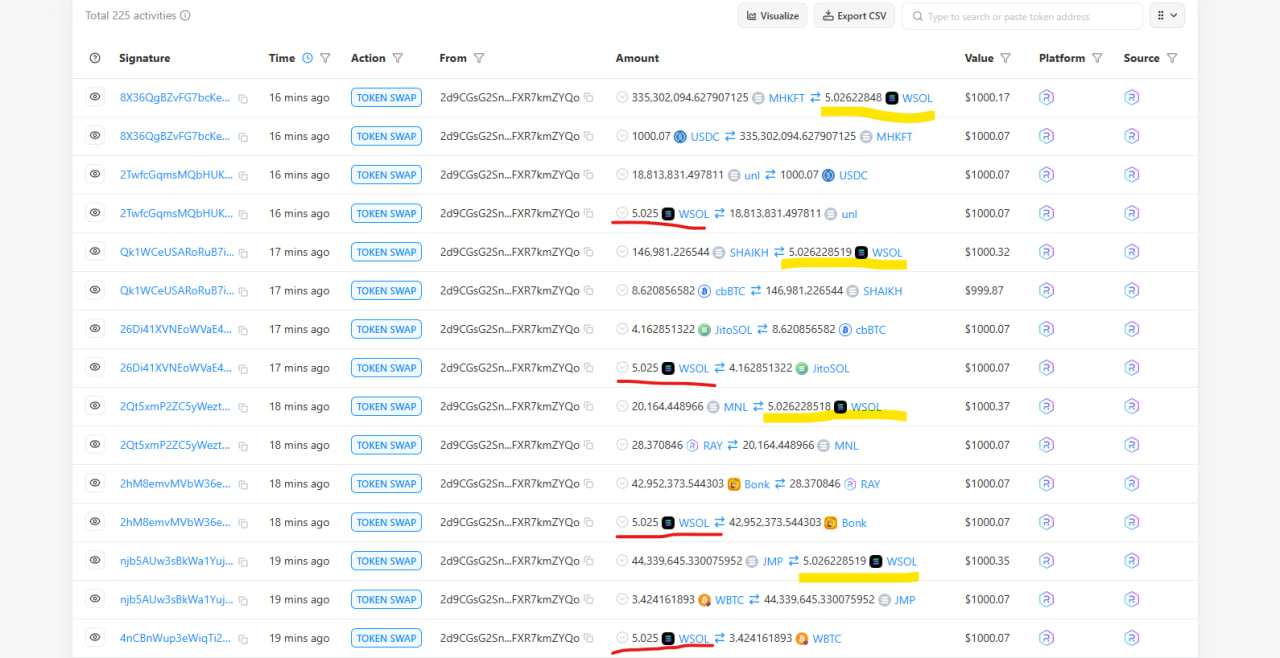 Total 225 activities
Visualize Export CSV Type to search or paste token address
Signature Time Action From Amount Value Platform Source
8X36QgBZvFG7bcKe... 16 mins ago TOKEN SWAP 2d9CGsG2Sn...FXR7kmZYQo 335,302,094.627907125 MHKFT 5.02622848 WSOL $1000.17
8X36QgBZvFG7bcKe... 16 mins ago TOKEN SWAP 2d9CGsG2Sn...FXR7kmZYQo 1000.07 USDC 335,302,094.627907125 MHKFT $1000.07
2TwfcGqmsMQbHUK... 16 mins ago TOKEN SWAP 2d9CGsG2Sn...FXR7kmZYQo 18,813,831.497811 unl 1000.07 USDC $1000.07
2TwfcGqmsMQbHUK... 16 mins ago TOKEN SWAP 2d9CGsG2Sn...FXR7kmZYQo 5.025 WSOL 18,813,831.497811 unl $1000.07
Qk1WCeUSARoRuB7i... 17 mins ago TOKEN SWAP 2d9CGsG2Sn...FXR7kmZYQo 146,981.226544 SHAIKH 5.026228519 WSOL $1000.32
Qk1WCeUSARoRuB7i... 17 mins ago TOKEN SWAP 2d9CGsG2Sn...FXR7kmZYQo 8.620856582 cbBTC 146,981.226544 SHAIKH $999.87
26Di41XVNEoWVaE4... 17 mins ago TOKEN SWAP 2d9CGsG2Sn...FXR7kmZYQo 4.162851322 JitoSOL 8.620856582 cbBTC $1000.07
26Di41XVNEoWVaE4... 17 mins ago TOKEN SWAP 2d9CGsG2Sn...FXR7kmZYQo 5.025 WSOL 4.162851322 JitoSOL $1000.07
2Qt5xmP2ZC5yWezt... 18 mins ago TOKEN SWAP 2d9CGsG2Sn...FXR7kmZYQo 20,164.448966 MNL 5.026228518 WSOL $1000.37
2Qt5xmP2ZC5yWezt... 18 mins ago TOKEN SWAP 2d9CGsG2Sn...FXR7kmZYQo 28.370846 RAY 20,164.448966 MNL $1000.07
2hM8emvMVbW36e... 18 mins ago TOKEN SWAP 2d9CGsG2Sn...FXR7kmZYQo 42,952,373.544303 Bonk 28.370846 RAY $1000.07
2hM8emvMVbW36e... 18 mins ago TOKEN SWAP 2d9CGsG2Sn...FXR7kmZYQo 5.025 WSOL 42,952,373.544303 Bonk $1000.07
njb5AUw3sBkWa1Yuj... 19 mins ago TOKEN SWAP 2d9CGsG2Sn...FXR7kmZYQo 44,339,645.330075952 JMP 5.026228519 WSOL $1000.35
njb5AUw3sBkWa1Yuj... 19 mins ago TOKEN SWAP 2d9CGsG2Sn...FXR7kmZYQo 3.424161893 WBTC 44,339,645.330075952 JMP $1000.07
4nCBnWup3eWiqTi2... 19 mins ago TOKEN SWAP 2d9CGsG2Sn...FXR7kmZYQo 5.025 WSOL 3.424161893 WBTC $1000.07